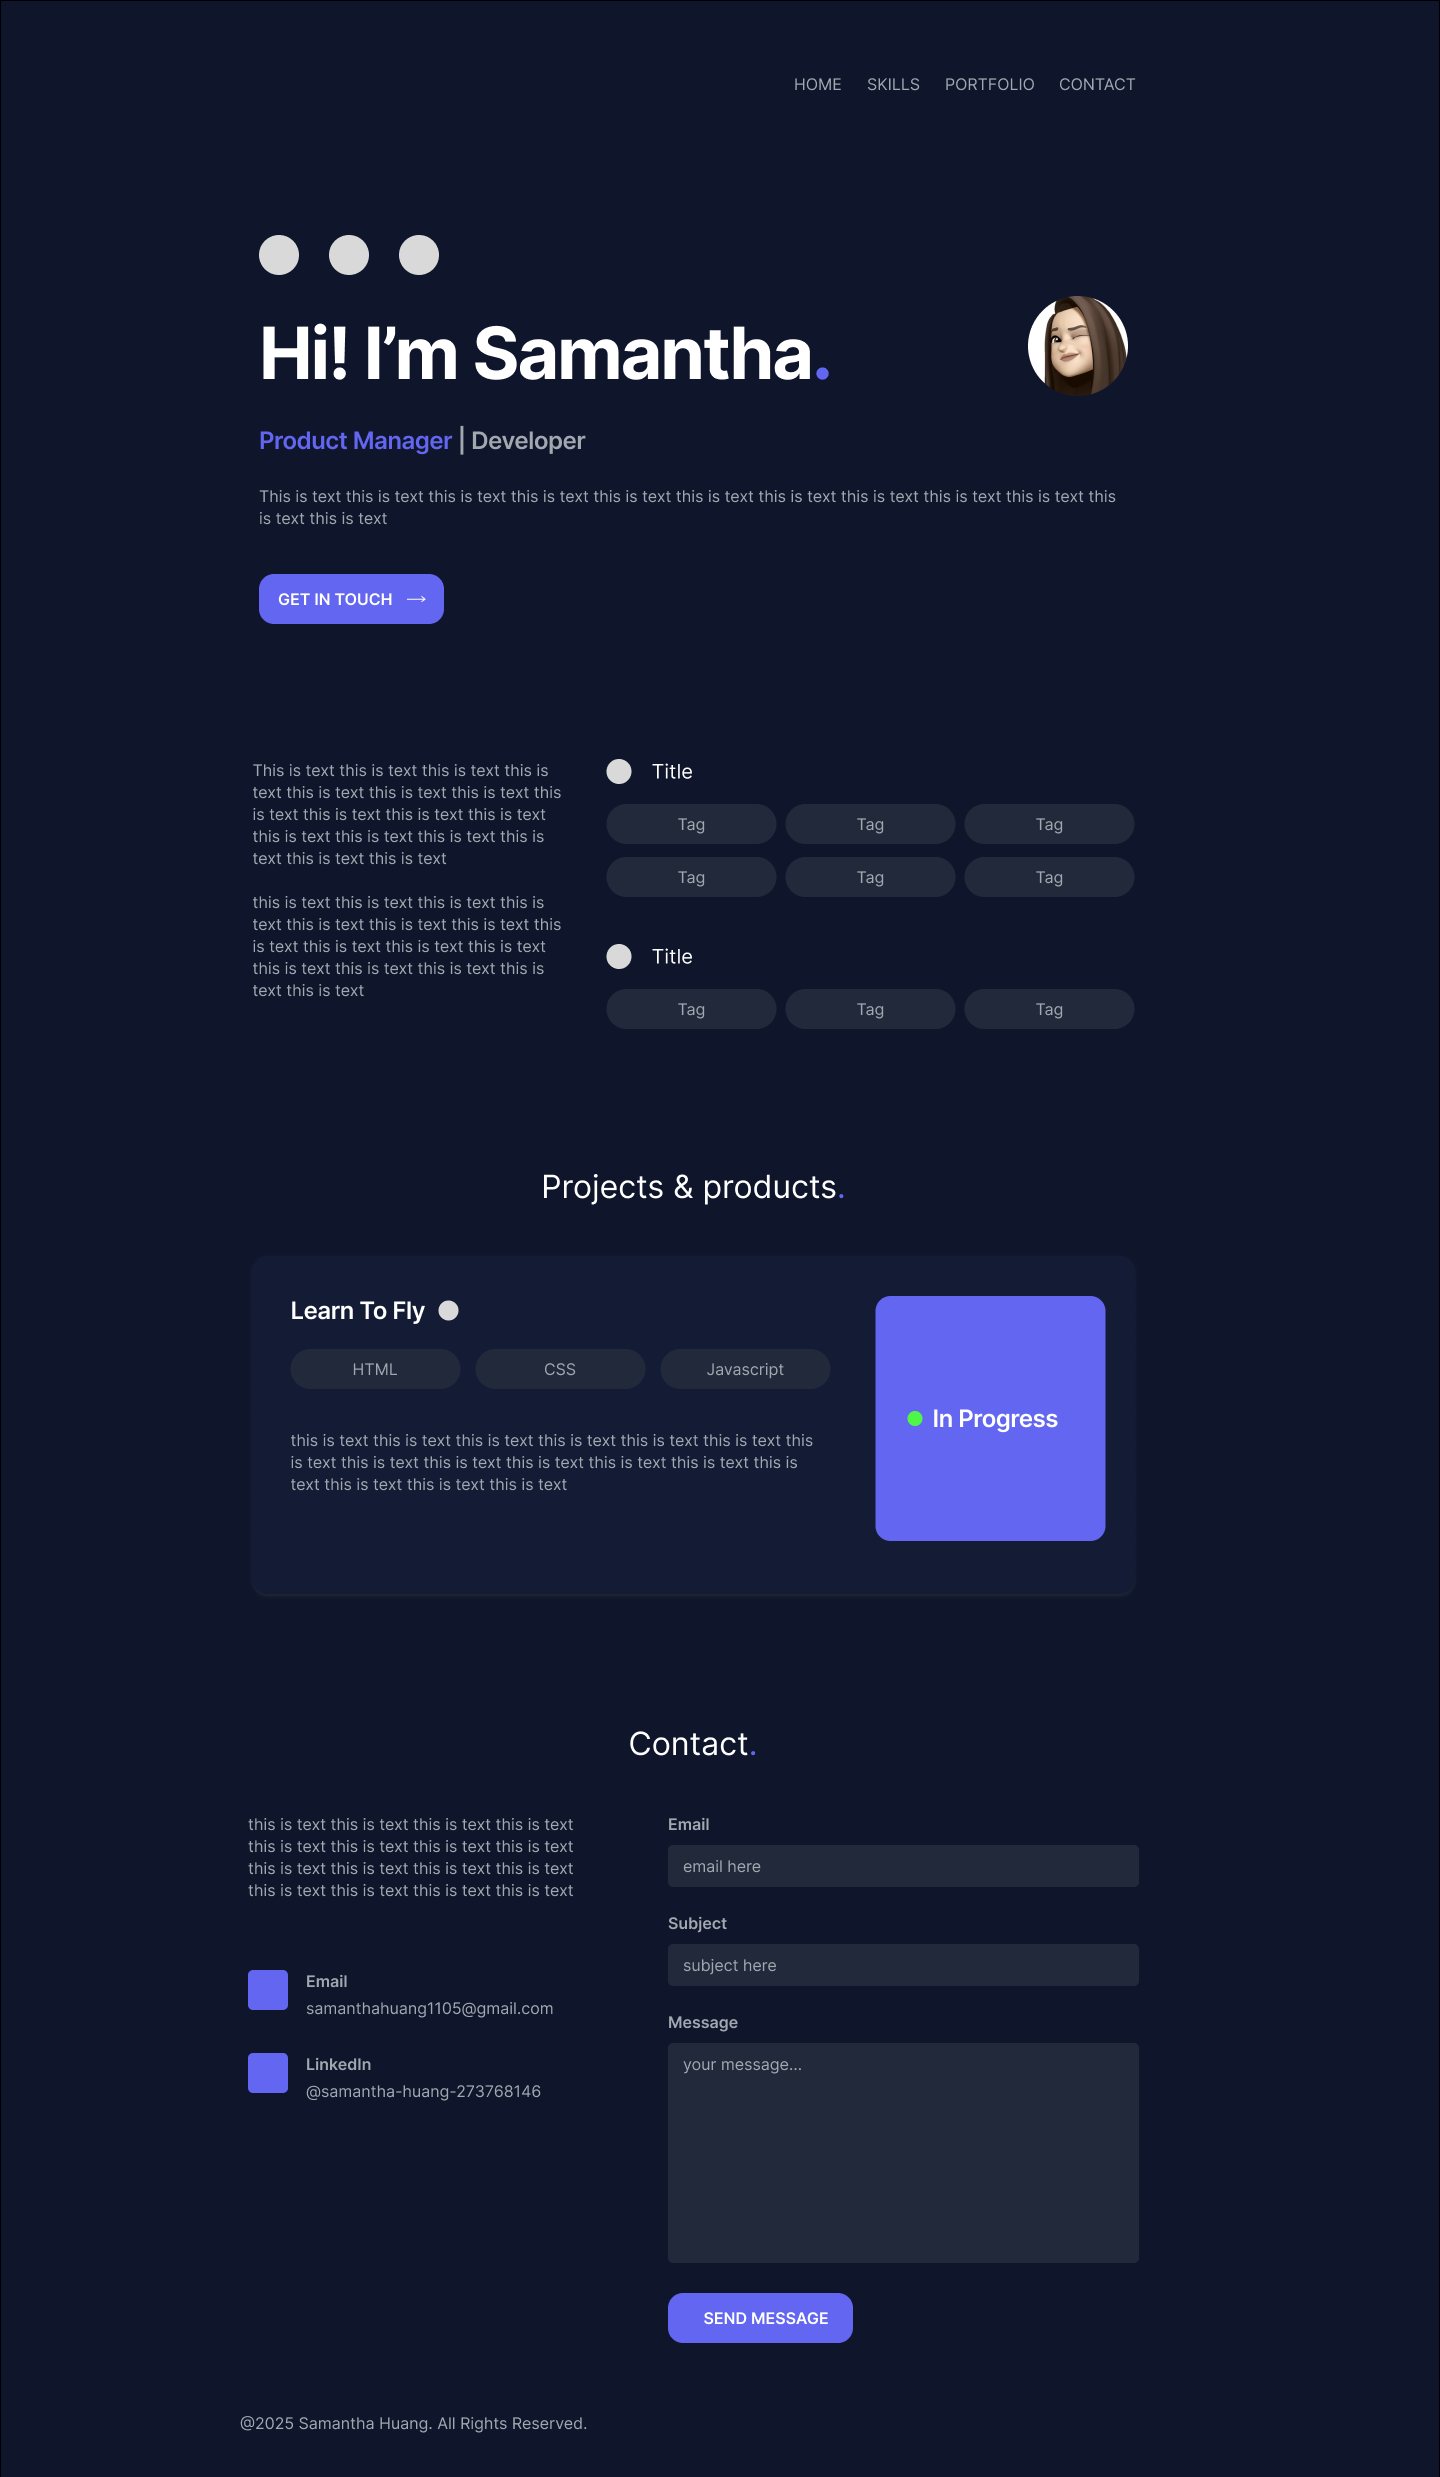 HOME SKILLS PORTFOLIO CONTACT
Hi! I’m Samantha.
Product Manager | Developer
This is text this is text this is text this is text this is text this is text this is text this is text this is text this is text this
is text this is text
GET IN TOUCH →
This is text this is text this is text this is
text this is text this is text this is text this
is text this is text this is text this is text
this is text this is text this is text this is
text this is text this is text
this is text this is text this is text this is
text this is text this is text this is text this
is text this is text this is text this is text
this is text this is text this is text this is
text this is text
Title
Tag Tag Tag
Tag Tag Tag
Title
Tag Tag Tag
Projects & products.
Learn To Fly
HTML CSS Javascript
this is text this is text this is text this is text this is text this is text this
is text this is text this is text this is text this is text this is text this is
text this is text this is text this is text
In Progress
Contact.
this is text this is text this is text this is text
this is text this is text this is text this is text
this is text this is text this is text this is text
this is text this is text this is text this is text
Email
samanthahuang1105@gmail.com
LinkedIn
@samantha-huang-273768146
Email
email here
Subject
subject here
Message
your message...
SEND MESSAGE
@2025 Samantha Huang. All Rights Reserved.